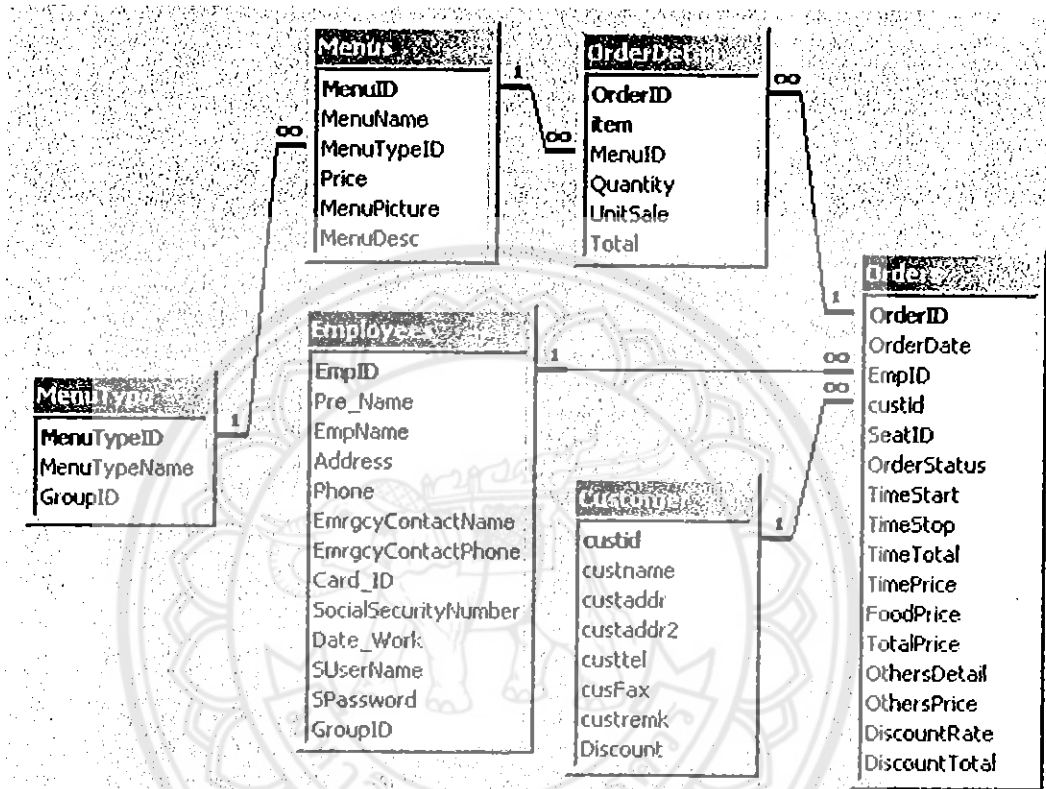 Menus
MenuID
MenuName
MenuTypeID
Price
MenuPicture
MenuDesc
1
∞
OrderDetail
OrderID
item
MenuID
Quantity
UnitSale
Total
∞
1
∞
MenuType
MenuTypeID
MenuTypeName
GroupID
1
Employees
EmpID
Pre_Name
EmpName
Address
Phone
EmrgcyContactName
EmrgcyContactPhone
Card_ID
SocialSecurityNumber
Date_Work
SUserName
SPassword
GroupID
1
∞
∞
Customer
custid
custname
custaddr
custaddr2
custtel
cusFax
custremk
Discount
1
OrderID
OrderDate
EmpID
custid
SeatID
OrderStatus
TimeStart
TimeStop
TimeTotal
TimePrice
FoodPrice
TotalPrice
OthersDetail
OthersPrice
DiscountRate
DiscountTotal